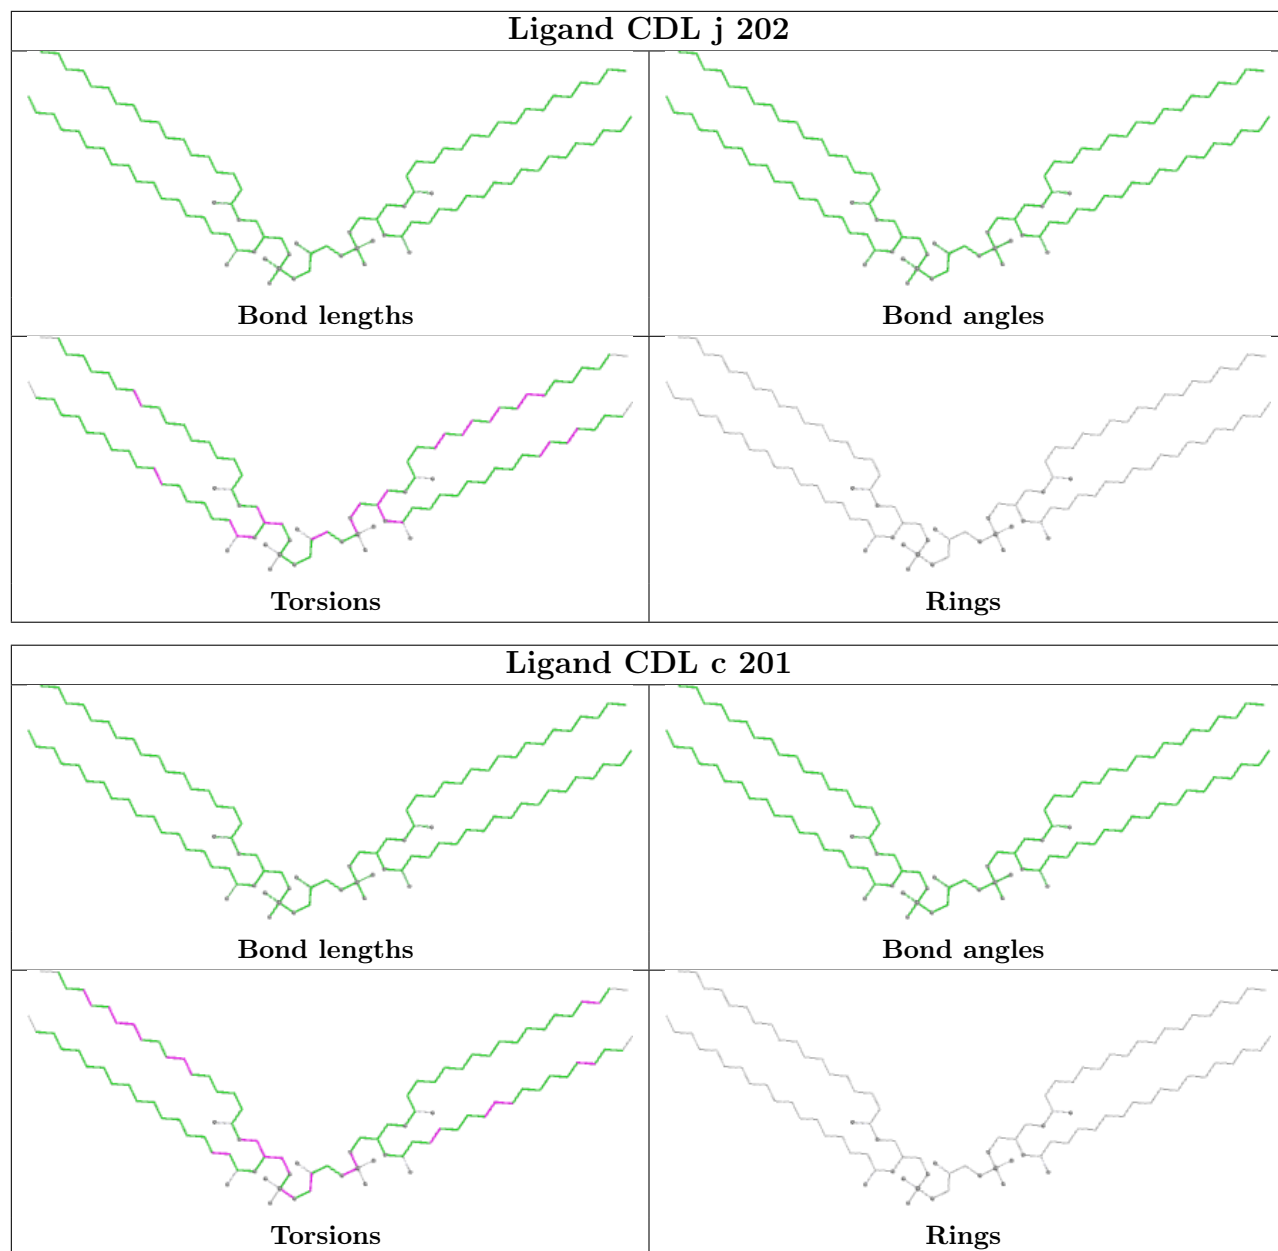 Ligand CDL j 202
Bond lengths
Bond angles
Torsions
Rings
Ligand CDL c 201
Bond lengths
Bond angles
Torsions
Rings